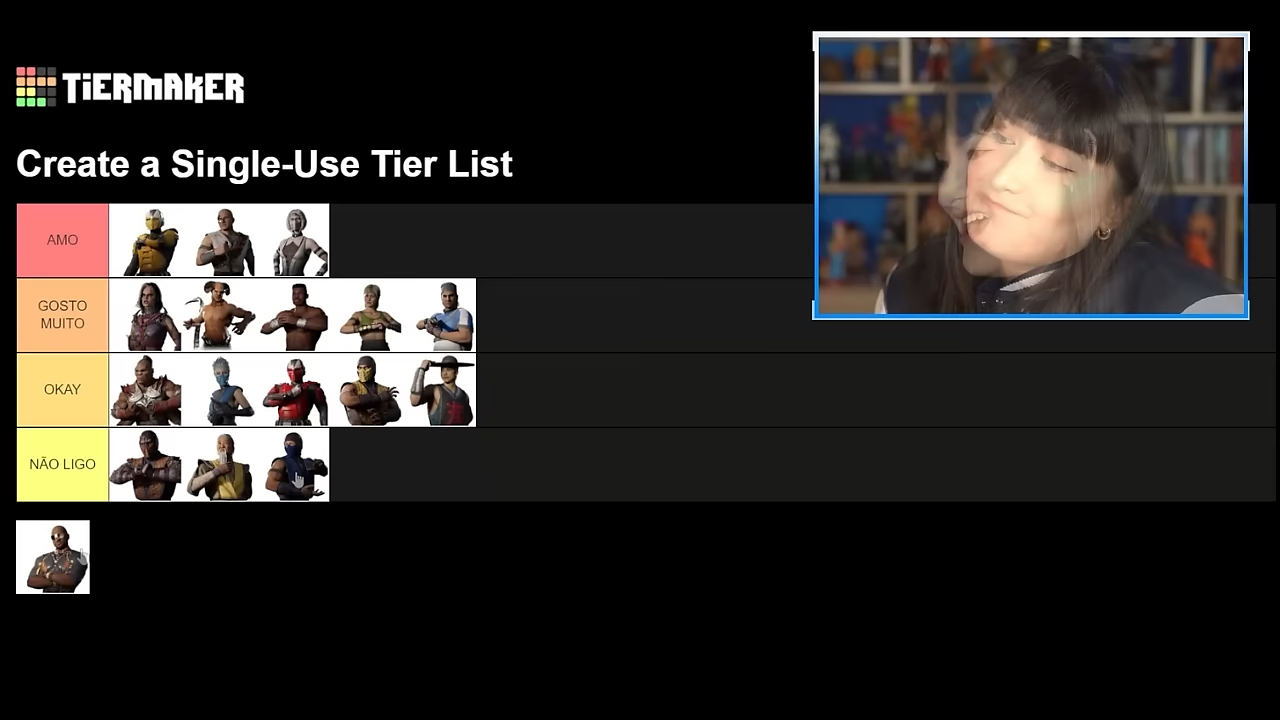 TiERMAKER
Create a Single-Use Tier List
AMO
GOSTO
MUITO
OKAY
NÃO LIGO